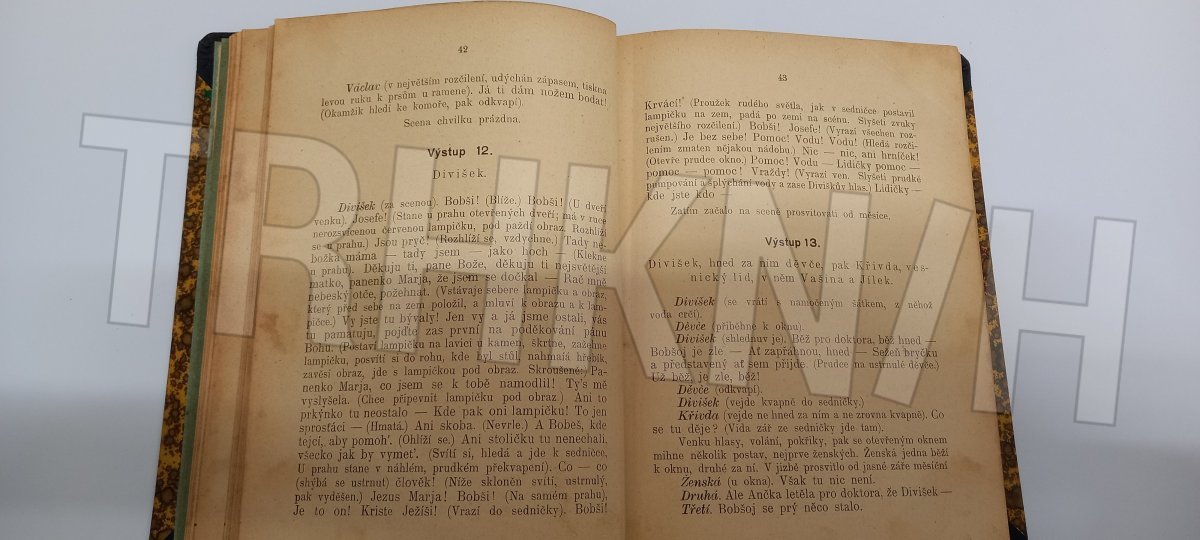 42
Václav (v největším rozčilení, udýchán zápasem, tiskna
levou ruku k prsům u ramene). Já ti dám nožem bodat!
(Okamžik hledí ke komoře, pak odkvapí).
Scena chvilku prázdna.
Výstup 12.
Divišek.
Divišek (za scenou). Bobši! (Blíže.) Bobši! (U dveří
venku). Josefe! (Stane u prahu otevřených dveří; má v ruce
nerozsvícenou červenou lampičku, pod paždí obraz. Rozhlíží
se u prahu.) Jsou pryč! (Rozhlíží se, vzdychne.) Tady ne-
božka máma — tady jsem — jako hoch — (Klekne
u prahu). Děkuju ti, pane Bože, děkuju ti nejsvětější
matko, panenko Marja, že jsem se dočkal — Rač mně
nebeský otče, požehnat. (Vstávaje sebere lampičku a obraz,
který před sebe na zem položil, a mluví k obrazu a k lam-
pičce.) Vy jste tu bývaly! Jen vy a já jsme ostali, vás
tu pamatuju, pojďte zas první na poděkování pánu
Bohu. (Postaví lampičku na lavici u kamen, škrtne, zažehne
lampičku, posvítí si do rohu, kde byl stůl, nahmaíá hřebík,
zavěsí obraz, jde s lampičkou pod obraz. Skroušeně:) Pa-
nenko Marja, co jsem se k tobě namodlil! Ty's mě
vyslyšela. (Chce připevnit lampičku pod obraz.) Ani to
prkýnko tu neostalo — Kde pak oni lampičku! To jen
sprosťáci — (Hmatá.) Ani skoba. (Nevrle.) A Bobeš, kde
tejcí, aby pomoh'. (Ohlíží se.) Ani stoličku tu nenechali,
všecko jak by vymet'. (Svítí si, hledá a jde k sedničce,
U prahu stane v náhlém, prudkém překvapení). Co — co
(shýbá se ustrnut) člověk! (Níže skloněn svítí, ustrnulý,
pak vyděšen.) Jezus Marja! Bobši! (Na samém prahu),
Je to on! Kriste Ježíši! (Vrazí do sedničky). Bobši!
43
Krvácí! (Proužek rudého světla, jak v sedničce postavil
lampičku na zem, padá po zemi na scénu. Slyšeti zvuky
největšího rozčilení.) Bobši! Josefe! (Vyrazí všechen roz-
rušen.) Je bez sebe! Pomoc! Vodu! Vodu! (Hledá rozči-
lením zmaten nějakou nádobu.) Nic — nic, ani hrníček!
(Otevře prudce okno.) Pomoc! Vodu — Lidičky pomoc —
pomoc — pomoc! Vraždy! (Vyrazí ven. Slyšeti prudké
pumpování a šplýchání vody a zase Diviškův hlas.) Lidičky —
kde jste kdo
Zatím začalo na sceně prosvitovati od měsíce.
Výstup 13.
Divišek, hned za ním děvče, pak Křivda, ves-
nický lid, v něm Vašina a Jílek.
Divišek (se vrátí s namočeným šátkem, z něhož
voda crčí).
Děvče (přiběhne k oknu).
Divišek (shlédnuv je). Běž pro doktora, běž hned —
Bobšoj je zle — Ať zapřáhnou, hned — Sežeň bryčku
a představený ať sem přijde. (Prudce na ustrnulé děvče.)
Už běž, je zle, běž!
Děvče (odkvapí).
Divišek (vejde kvapně do sedničky.)
Křivda (vejde ne hned za ním a ne zrovna kvapně). Co
se tu děje? (Vida zář ze sedničky jde tam).
Venku hlasy, volání, pokřiky, pak se otevřeným oknem
mihne několik postav, nejprve ženských. Ženská jedna běží
k oknu, druhé za ní. V jizbě prosvitlo od jasné záře měsíční
Ženská (u okna). Však tu nic není.
Druhá. Ale Ančka letěla pro doktora, že Divišek —
Třetí. Bobšoj se prý něco stalo.
TRHKNIH